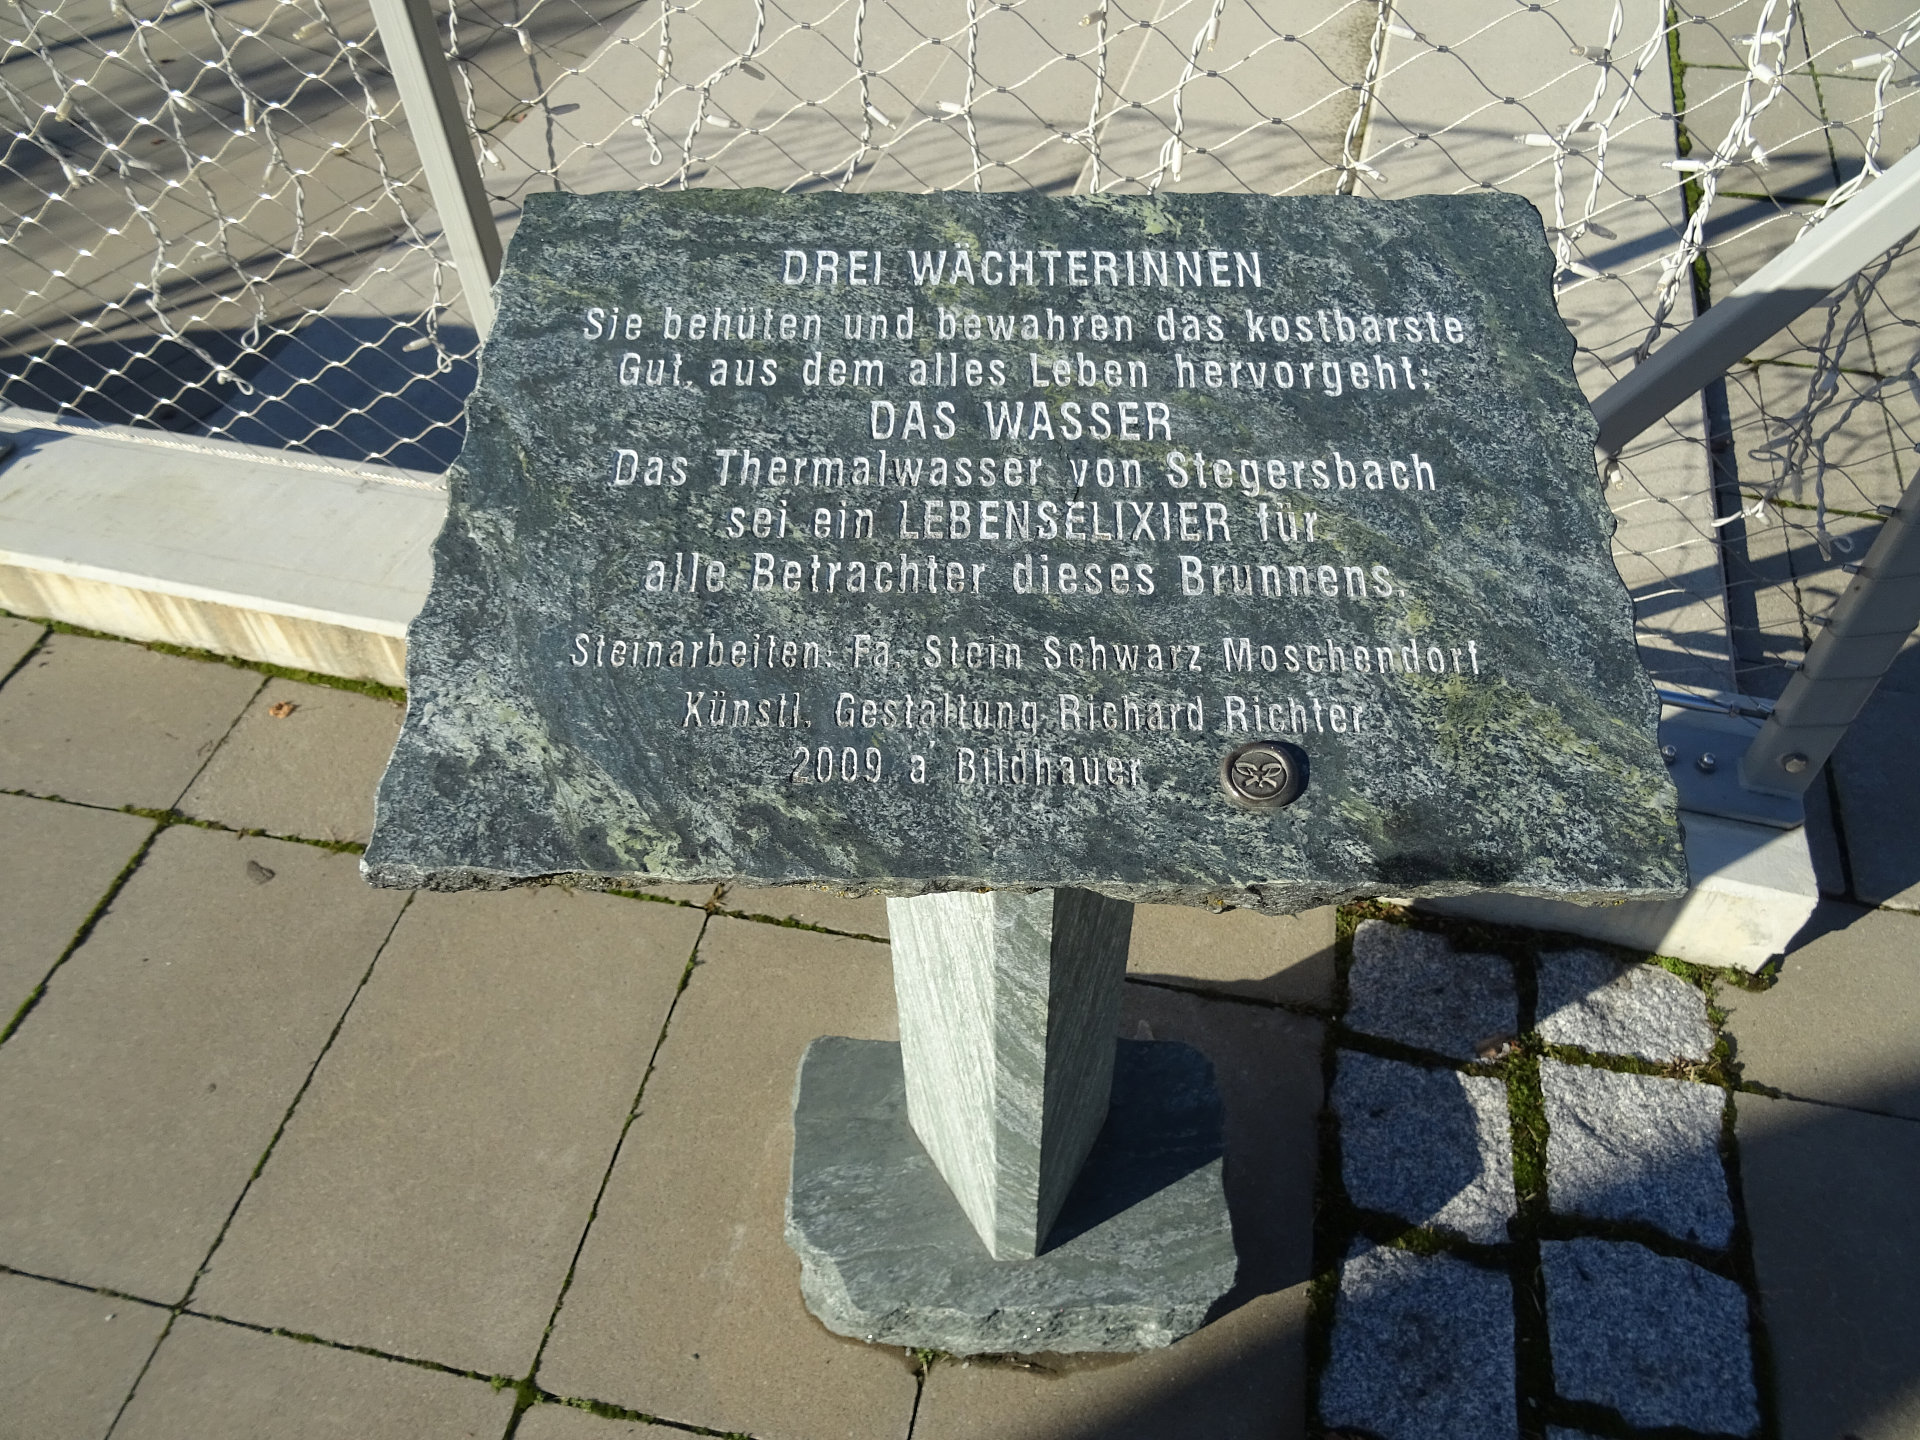 DREI WÄCHTERINNEN
Sie behüten und bewahren das kostbarste
Gut, aus dem alles Leben hervorgeht:
DAS WASSER
Das Thermalwasser von Stegersbach
sei ein LEBENSELIXIER für
alle Betrachter dieses Brunnens.
Steinarbeiten: Fa. Stein Schwarz Moschendorf
Künstl. Gestaltung Richard Richter
2009 a Bildhauer